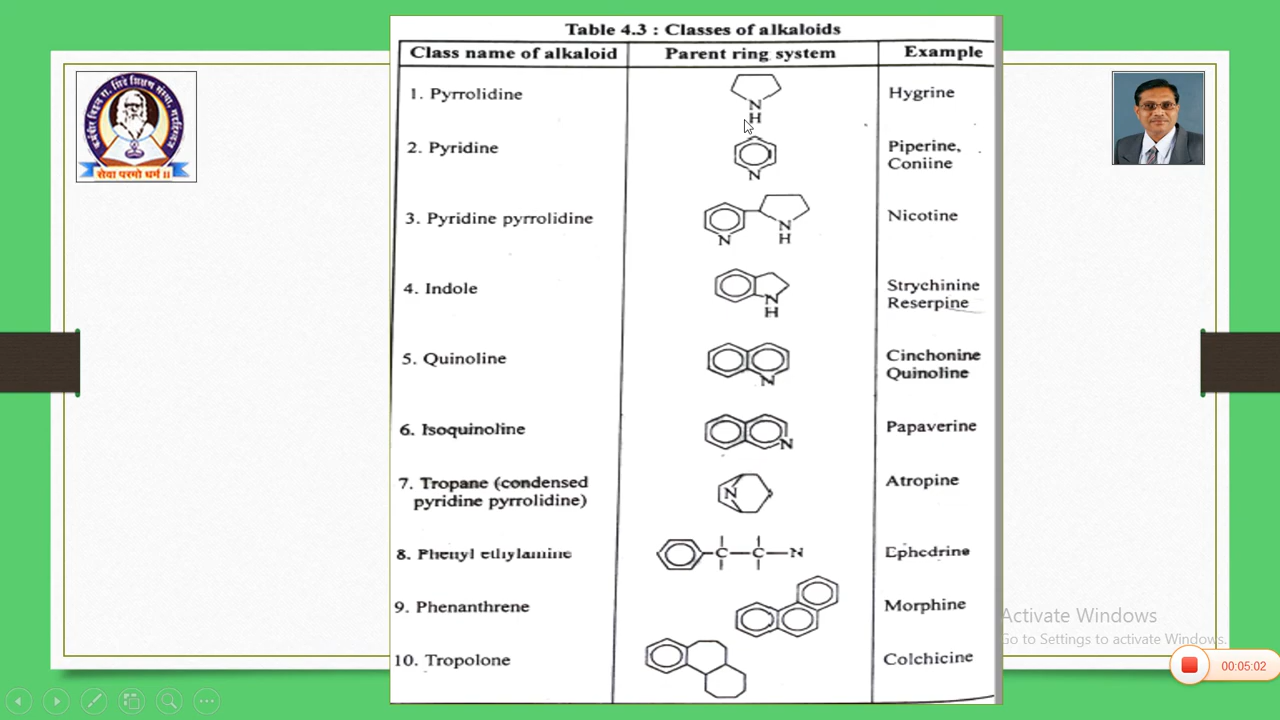 Table 4.3 : Classes of alkaloids
Class name of alkaloid Parent ring system Example
1. Pyrrolidine Hygrine
N
H
2. Pyridine Piperine,
Coniine
N
3. Pyridine pyrrolidine Nicotine
N N
H
4. Indole Strychinine
Reserpine
N
H
5. Quinoline Cinchonine
Quinoline
N
6. Isoquinoline Papaverine
N
7. Tropane (condensed Atropine
pyridine pyrrolidine)
N
8. Phenyl ethylamine C C N Ephedrine
9. Phenanthrene Morphine
10. Tropolone Colchicine
सेवा परमो धर्म ॥
Activate Windows
Go to Settings to activate Windows.
00:05:02